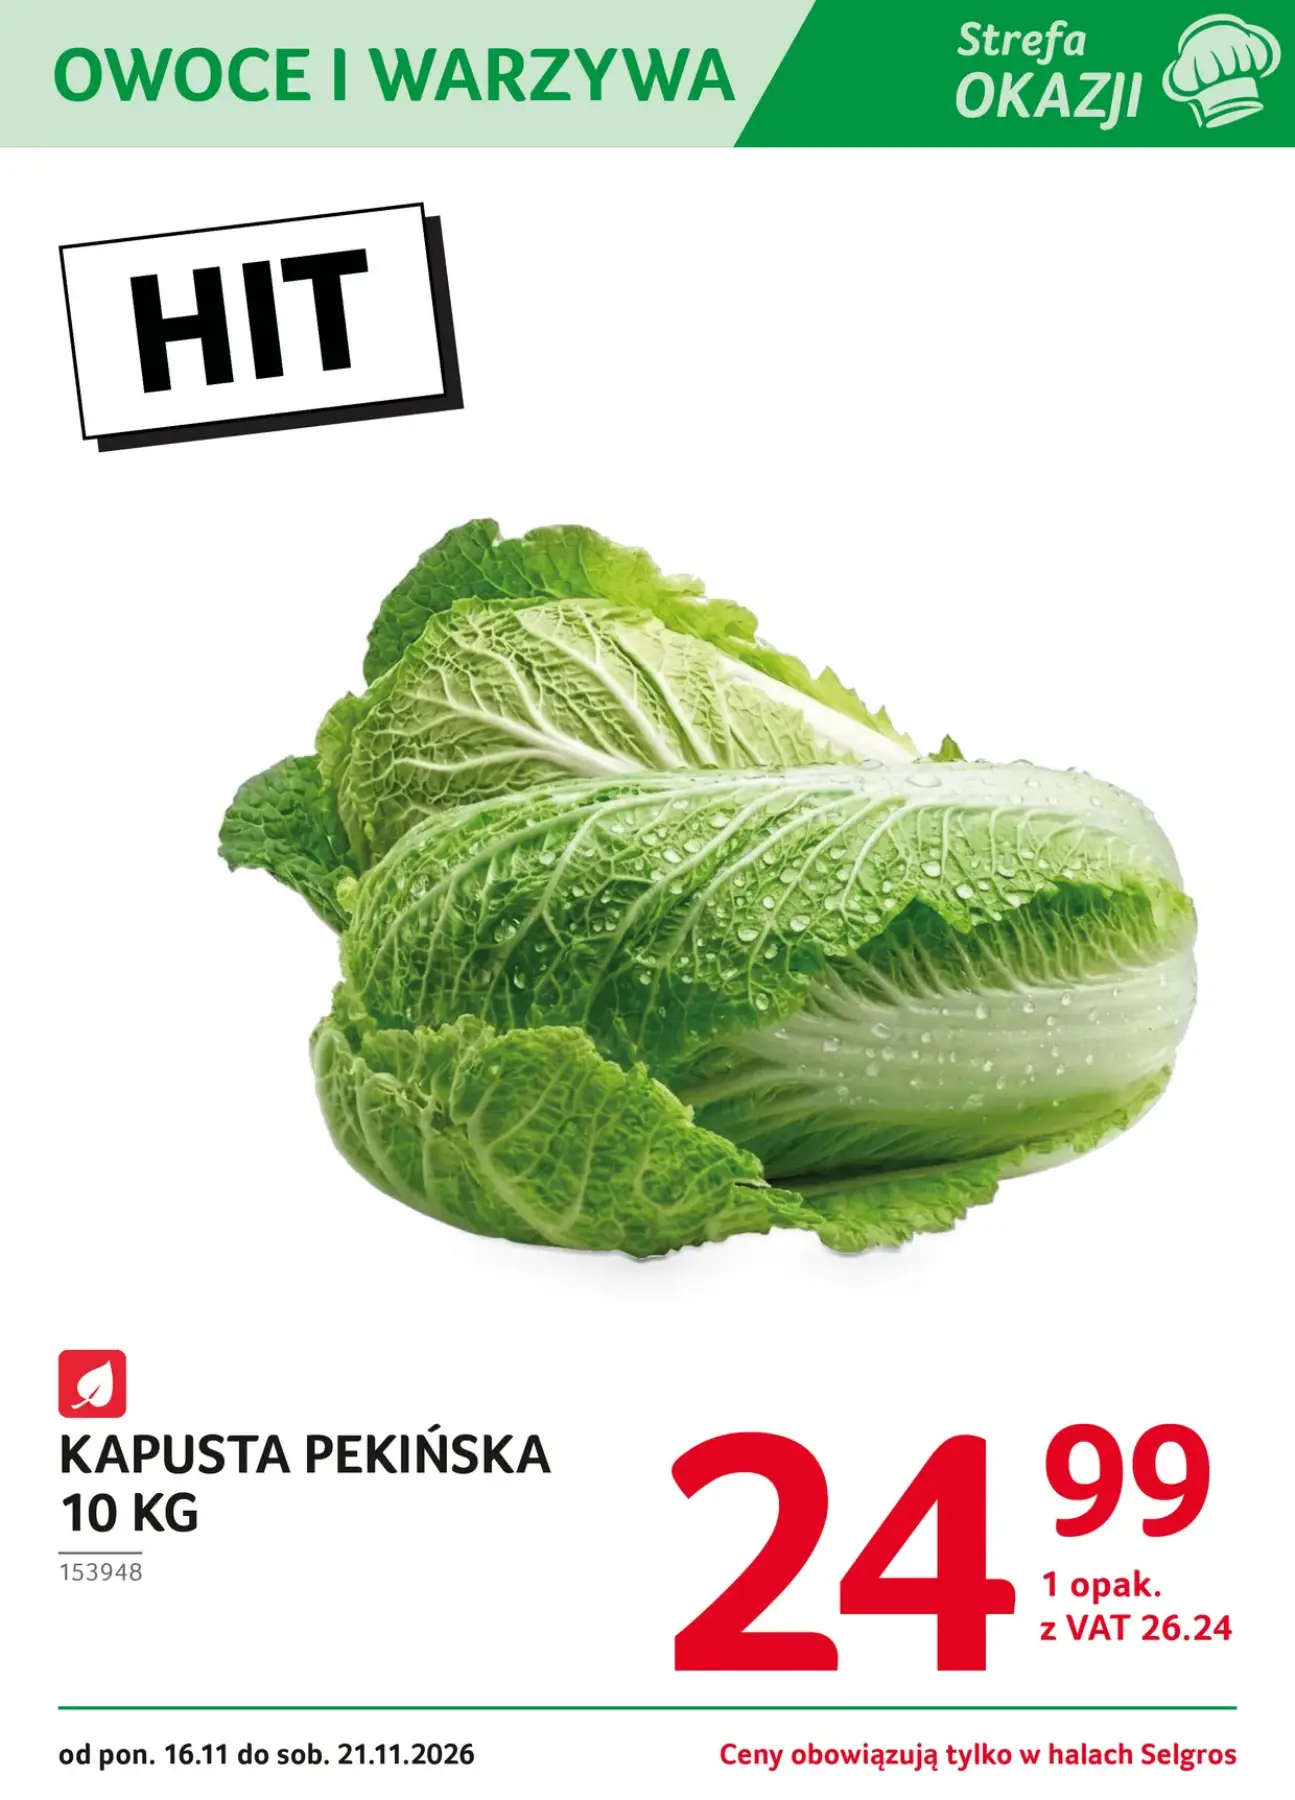 OWOCE I WARZYWA
Strefa
OKAZJI
HIT
KAPUSTA PEKIŃSKA
10 KG
153948
24 99
1 opak.
z VAT 26.24
od pon. 16.11 do sob. 21.11.2026
Ceny obowiązują tylko w halach Selgros